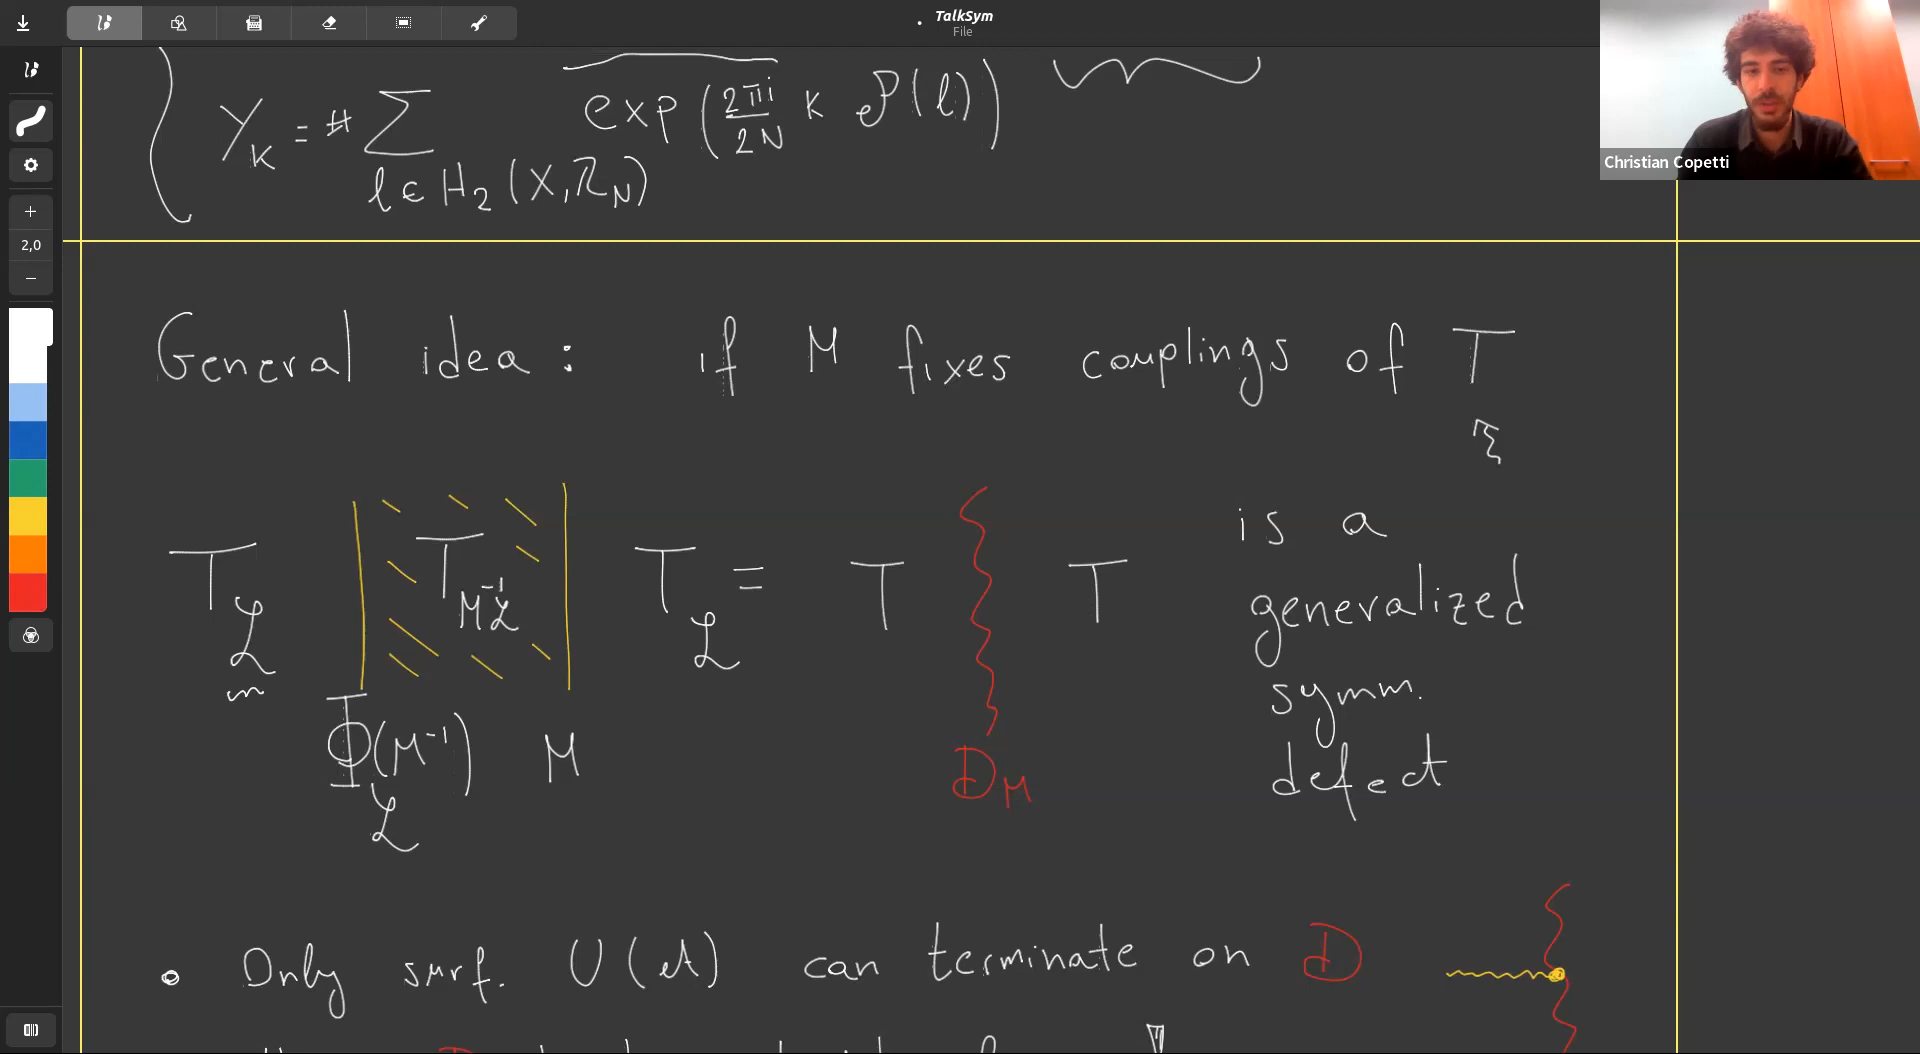 TalkSym
File
Christian Copetti
2,0
Y_K = # Σ exp(2πi/2N K P(l))
l ∈ H_2(X, Z_N)
General idea : if M fixes couplings of T
T_L T_{M^{-1}L} T_L = T T is a
generalized
symm.
defect
Φ_L(M^{-1}) M D_M
• Only surf. U(A) can terminate on D